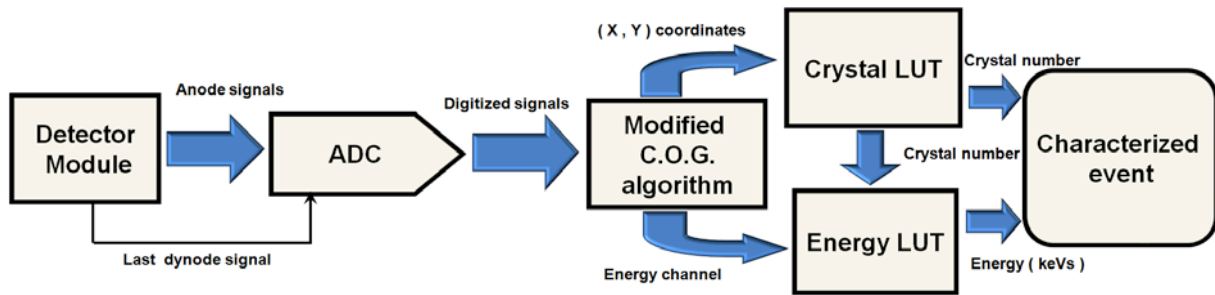 Detector
Module
Anode signals
Last dynode signal
ADC
Digitized signals
Modified
C.O.G.
algorithm
( X , Y ) coordinates
Energy channel
Crystal LUT
Crystal number
Crystal number
Energy LUT
Energy ( keVs )
Characterized
event